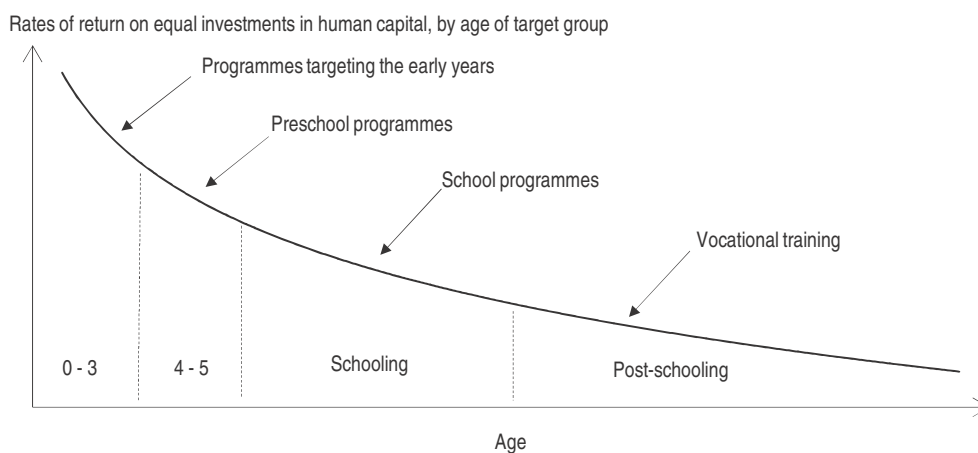 Rates of return on equal investments in human capital, by age of target group
Programmes targeting the early years
Preschool programmes
School programmes
Vocational training
0 - 3
4 - 5
Schooling
Post-schooling
Age